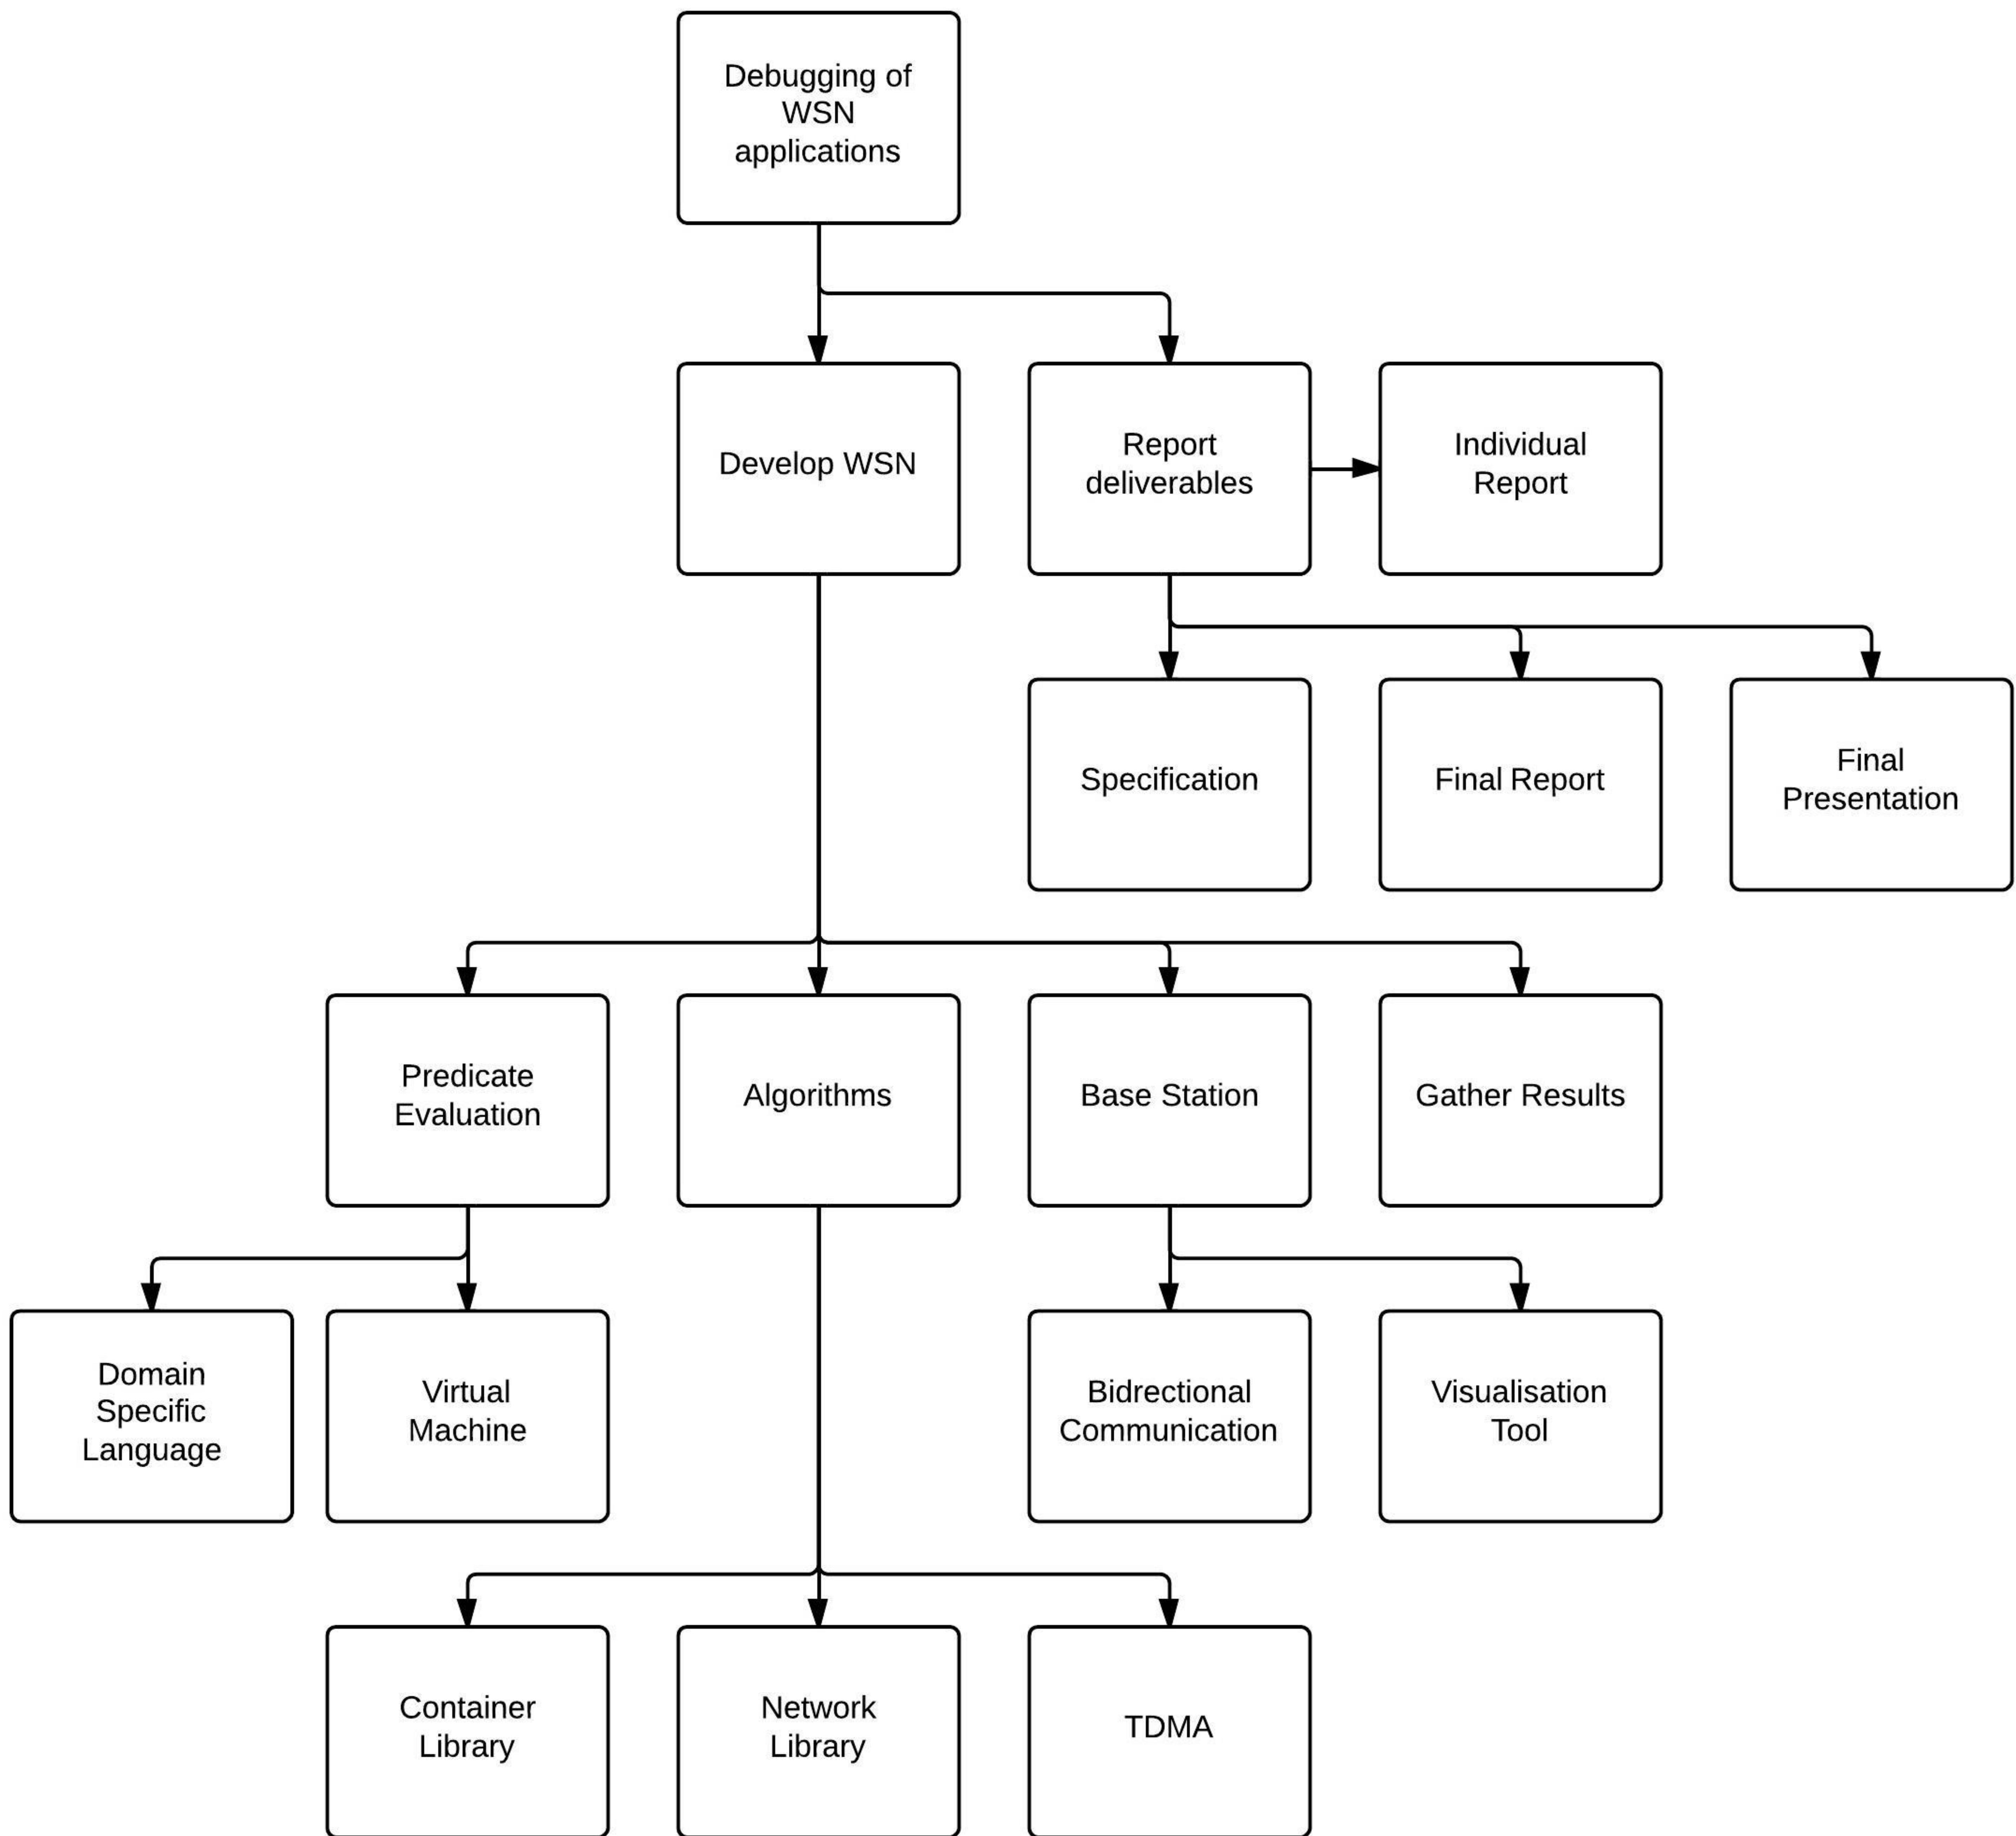 Debugging of
WSN
applications
Develop WSN
Report
deliverables
Individual
Report
Specification
Final Report
Final
Presentation
Predicate
Evaluation
Algorithms
Base Station
Gather Results
Domain
Specific
Language
Virtual
Machine
Bidrectional
Communication
Visualisation
Tool
Container
Library
Network
Library
TDMA